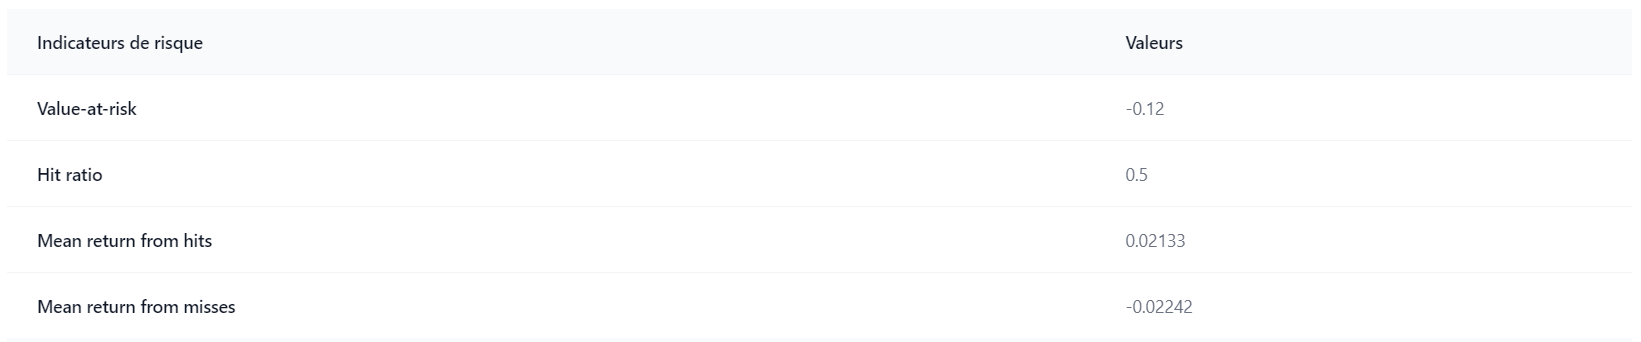 Indicateurs de risque Valeurs
Value-at-risk -0.12
Hit ratio 0.5
Mean return from hits 0.02133
Mean return from misses -0.02242